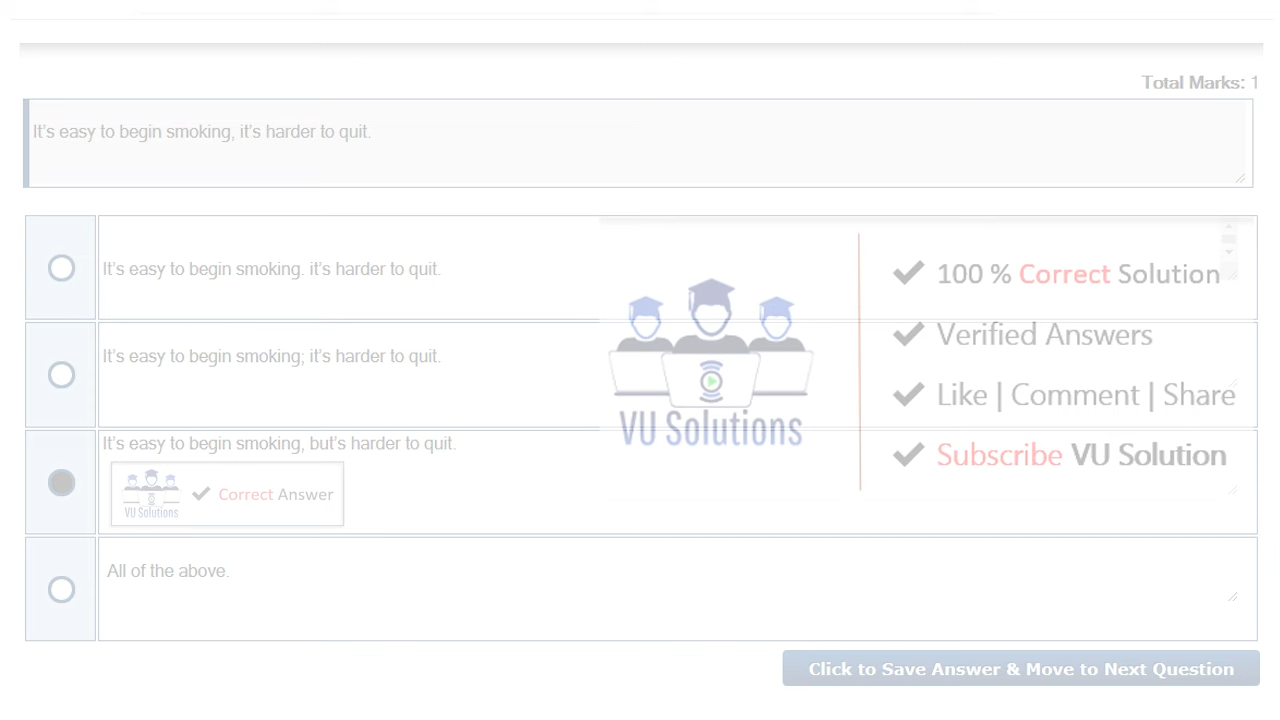 Total Marks: 1
It's easy to begin smoking, it's harder to quit.
It's easy to begin smoking. it's harder to quit.
It's easy to begin smoking; it's harder to quit.
It's easy to begin smoking, but's harder to quit.
VU Solutions
Correct Answer
All of the above.
VU Solutions
100 % Correct Solution
Verified Answers
Like | Comment | Share
Subscribe VU Solution
Click to Save Answer & Move to Next Question